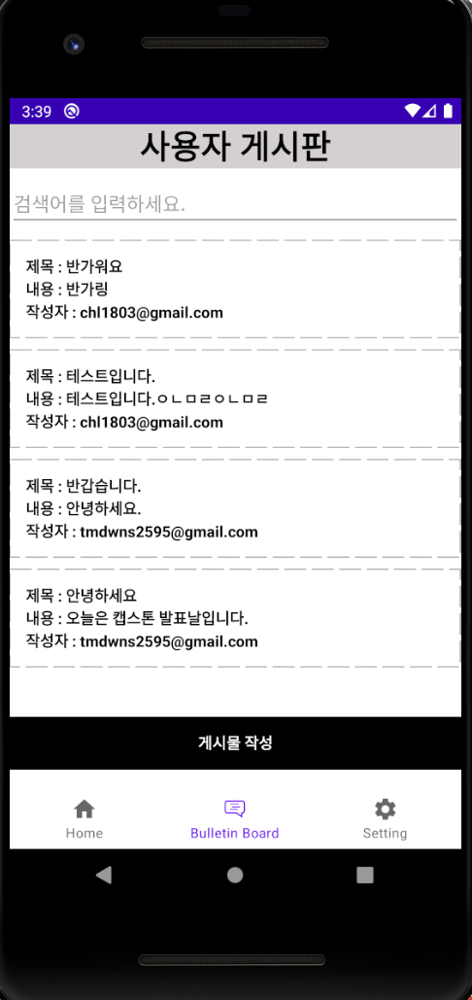 3:39
사용자 게시판
검색어를 입력하세요.
제목 : 반가워요
내용 : 반가링
작성자 : chl1803@gmail.com
제목 : 테스트입니다.
내용 : 테스트입니다.ㅇㄴㅁㄹㅇㄴㅁㄹ
작성자 : chl1803@gmail.com
제목 : 반갑습니다.
내용 : 안녕하세요.
작성자 : tmdwns2595@gmail.com
제목 : 안녕하세요
내용 : 오늘은 캡스톤 발표날입니다.
작성자 : tmdwns2595@gmail.com
게시물 작성
Home
Bulletin Board
Setting